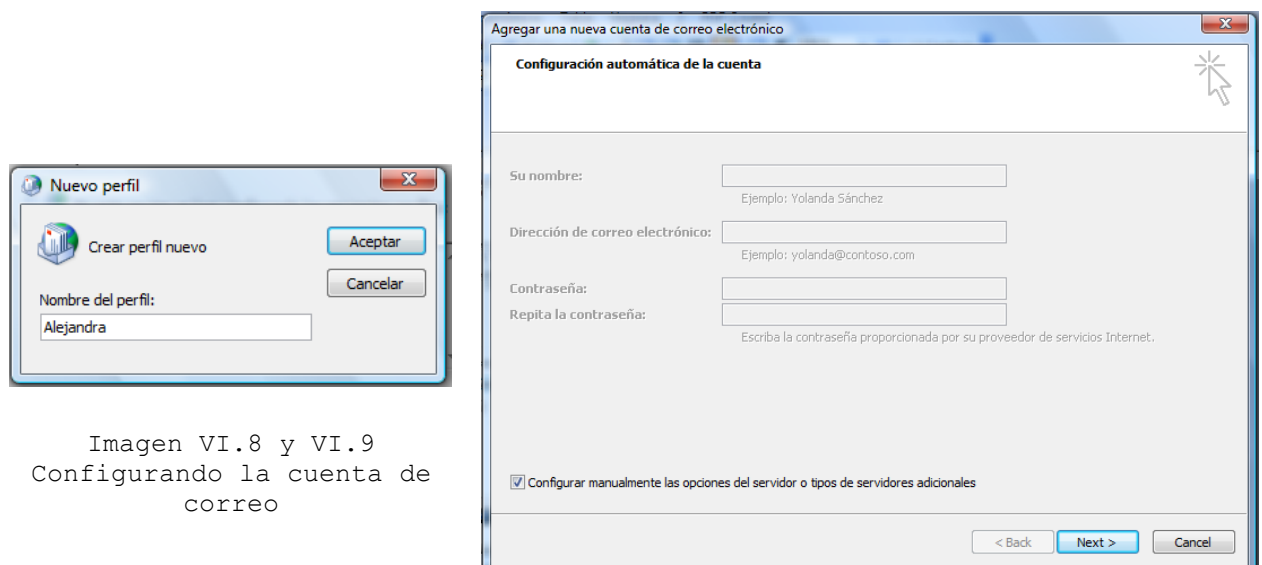 Nuevo perfil
Crear perfil nuevo
Aceptar
Cancelar
Nombre del perfil:
Alejandra
Imagen VI.8 y VI.9
Configurando la cuenta de
correo
Agregar una nueva cuenta de correo electrónico
Configuración automática de la cuenta
Su nombre:
Ejemplo: Yolanda Sánchez
Dirección de correo electrónico:
Ejemplo: yolanda@contoso.com
Contraseña:
Repita la contraseña:
Escriba la contraseña proporcionada por su proveedor de servicios Internet.
Configurar manualmente las opciones del servidor o tipos de servidores adicionales
< Back Next > Cancel